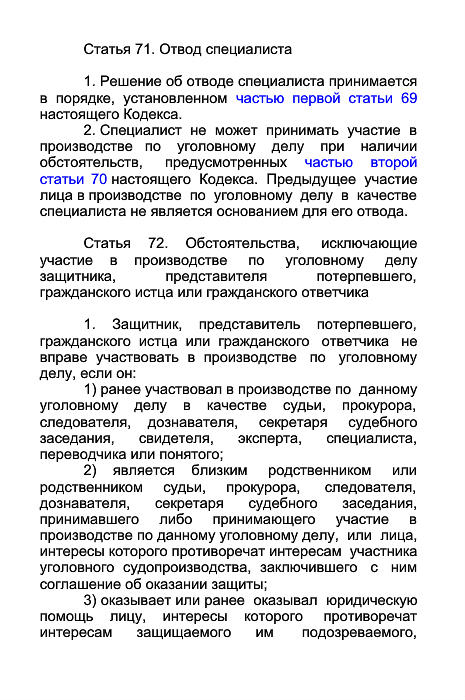 Статья 71. Отвод специалиста
1. Решение об отводе специалиста принимается
в порядке, установленном частью первой статьи 69
настоящего Кодекса.
2. Специалист не может принимать участие в
производстве по уголовному делу при наличии
обстоятельств, предусмотренных частью второй
статьи 70 настоящего Кодекса. Предыдущее участие
лица в производстве по уголовному делу в качестве
специалиста не является основанием для его отвода.
Статья 72. Обстоятельства, исключающие
участие в производстве по уголовному делу
защитника, представителя потерпевшего,
гражданского истца или гражданского ответчика
1. Защитник, представитель потерпевшего,
гражданского истца или гражданского ответчика не
вправе участвовать в производстве по уголовному
делу, если он:
1) ранее участвовал в производстве по данному
уголовному делу в качестве судьи, прокурора,
следователя, дознавателя, секретаря судебного
заседания, свидетеля, эксперта, специалиста,
переводчика или понятого;
2) является близким родственником или
родственником судьи, прокурора, следователя,
дознавателя, секретаря судебного заседания,
принимавшего либо принимающего участие в
производстве по данному уголовному делу, или лица,
интересы которого противоречат интересам участника
уголовного судопроизводства, заключившего с ним
соглашение об оказании защиты;
3) оказывает или ранее оказывал юридическую
помощь лицу, интересы которого противоречат
интересам защищаемого им подозреваемого,